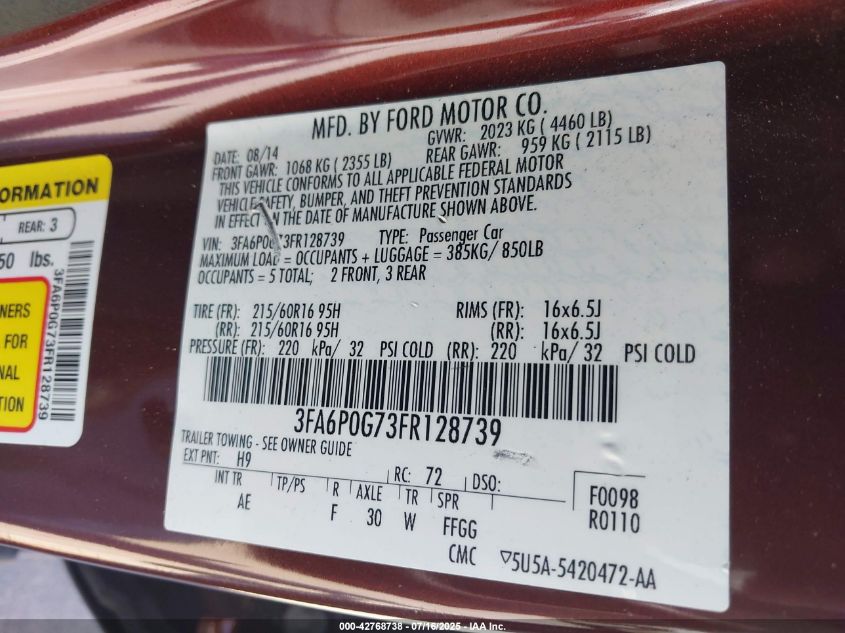 MFD. BY FORD MOTOR CO.
DATE: 08/14 GVWR: 2023 KG ( 4460 LB)
FRONT GAWR: 1068 KG ( 2355 LB) REAR GAWR: 959 KG ( 2115 LB)
THIS VEHICLE CONFORMS TO ALL APPLICABLE FEDERAL MOTOR
VEHICLE SAFETY, BUMPER, AND THEFT PREVENTION STANDARDS
IN EFFECT ON THE DATE OF MANUFACTURE SHOWN ABOVE.
VIN: 3FA6P0G73FR128739 TYPE: Passenger Car
MAXIMUM LOAD = OCCUPANTS + LUGGAGE = 385KG/ 850LB
OCCUPANTS = 5 TOTAL; 2 FRONT, 3 REAR
TIRE (FR): 215/60R16 95H RIMS (FR): 16x6.5J
(RR): 215/60R16 95H (RR): 16x6.5J
PRESSURE (FR): 220 kPa/ 32 PSI COLD (RR): 220 kPa/ 32 PSI COLD
3FA6P0G73FR128739
TRAILER TOWING - SEE OWNER GUIDE
EXT PNT: H9 RC: 72 DSO:
INT TR TP/PS R AXLE TR SPR F0098
AE F 30 W FFGG R0110
CMC ▽5U5A-5420472-AA
ORMATION
REAR: 3
50 lbs.
NERS
FOR
NAL
TION
3FA6P0G73FR128739
000-42768738 - 07/16/2025 - IAA Inc.